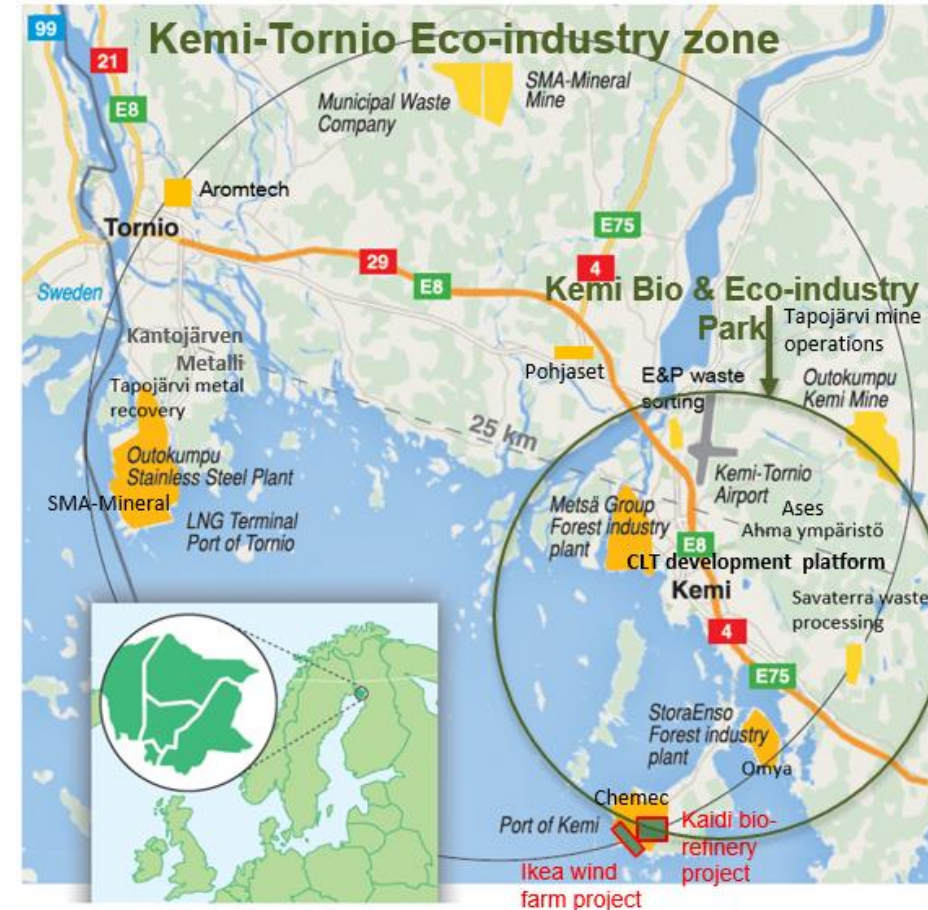 Kemi-Tornio Eco-industry zone
99
21
E8
Municipal Waste
Company
SMA-Mineral
Mine
Aromtech
Tornio
29
E8
E75
4
Sweden
Kemi Bio & Eco-industry
Park
Tapojärvi mine
operations
Kantojärven
Metalli
Tapojärvi metal
recovery
Pohjaset
E&P waste
sorting
Outokumpu
Kemi Mine
25 km
Outokumpu
Stainless Steel Plant
SMA-Mineral
LNG Terminal
Port of Tornio
Kemi-Tornio
Airport
Metsä Group
Forest industry
plant
Ases
Ahma ympäristö
E8
CLT development platform
Kemi
Savaterra waste
processing
4
E75
StoraEnso
Forest industry
plant
Omya
Chemec
Port of Kemi
Kaidi bio-
refinery
project
Ikea wind
farm project